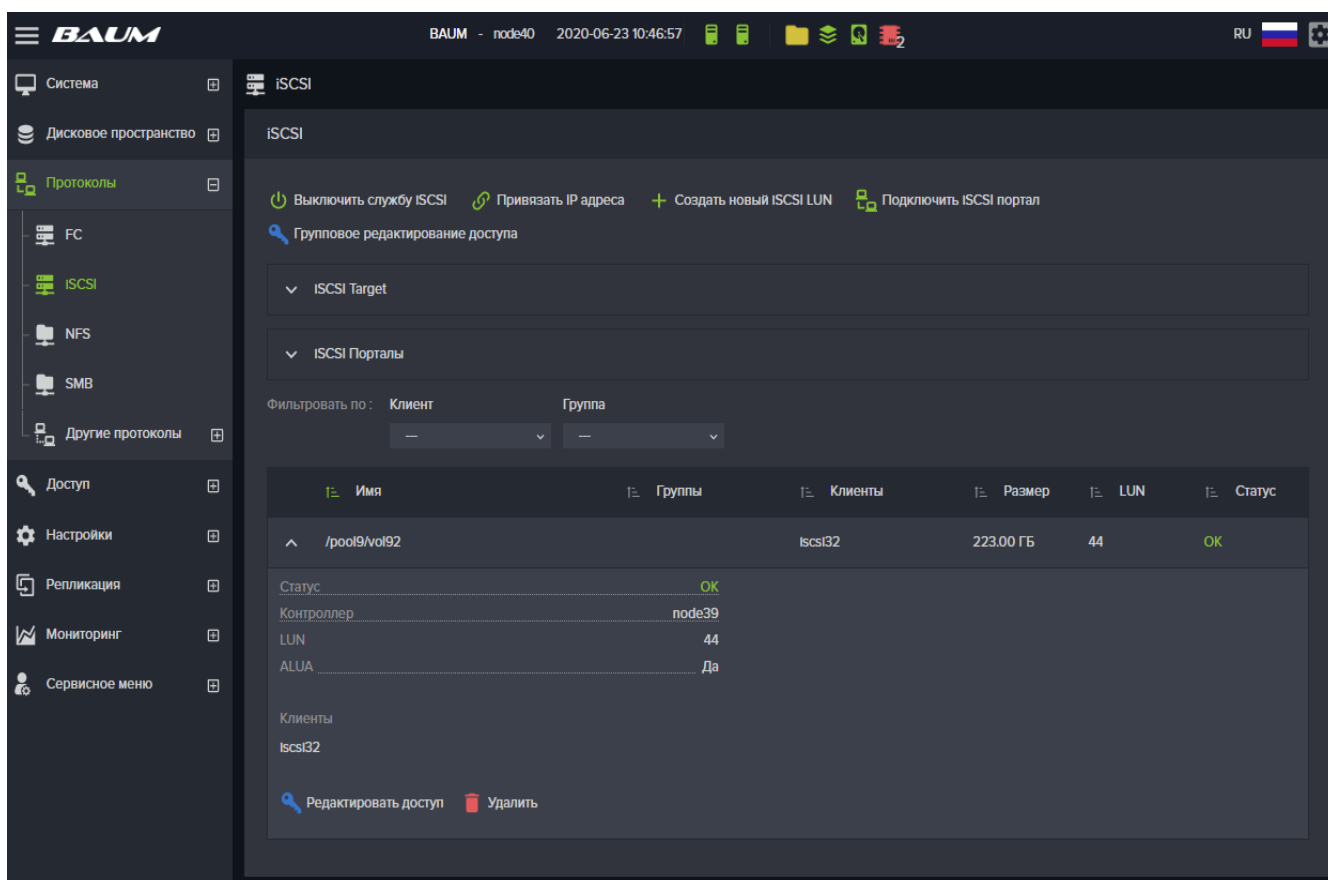 BAUM
BAUM - node40 2020-06-23 10:46:57 2 RU
Система
Дисковое пространство
Протоколы
FC
iSCSI
NFS
SMB
Другие протоколы
Доступ
Настройки
Репликация
Мониторинг
Сервисное меню
iSCSI
iSCSI
Выключить службу iSCSI Привязать IP адреса Создать новый iSCSI LUN Подключить iSCSI портал
Групповое редактирование доступа
iSCSI Target
iSCSI Порталы
Фильтровать по : Клиент Группа
--- ---
Имя Группы Клиенты Размер LUN Статус
/pool9/vol92 iscsi32 223.00 ГБ 44 OK
Статус OK
Контроллер node39
LUN 44
ALUA Да
Клиенты
iscsi32
Редактировать доступ Удалить